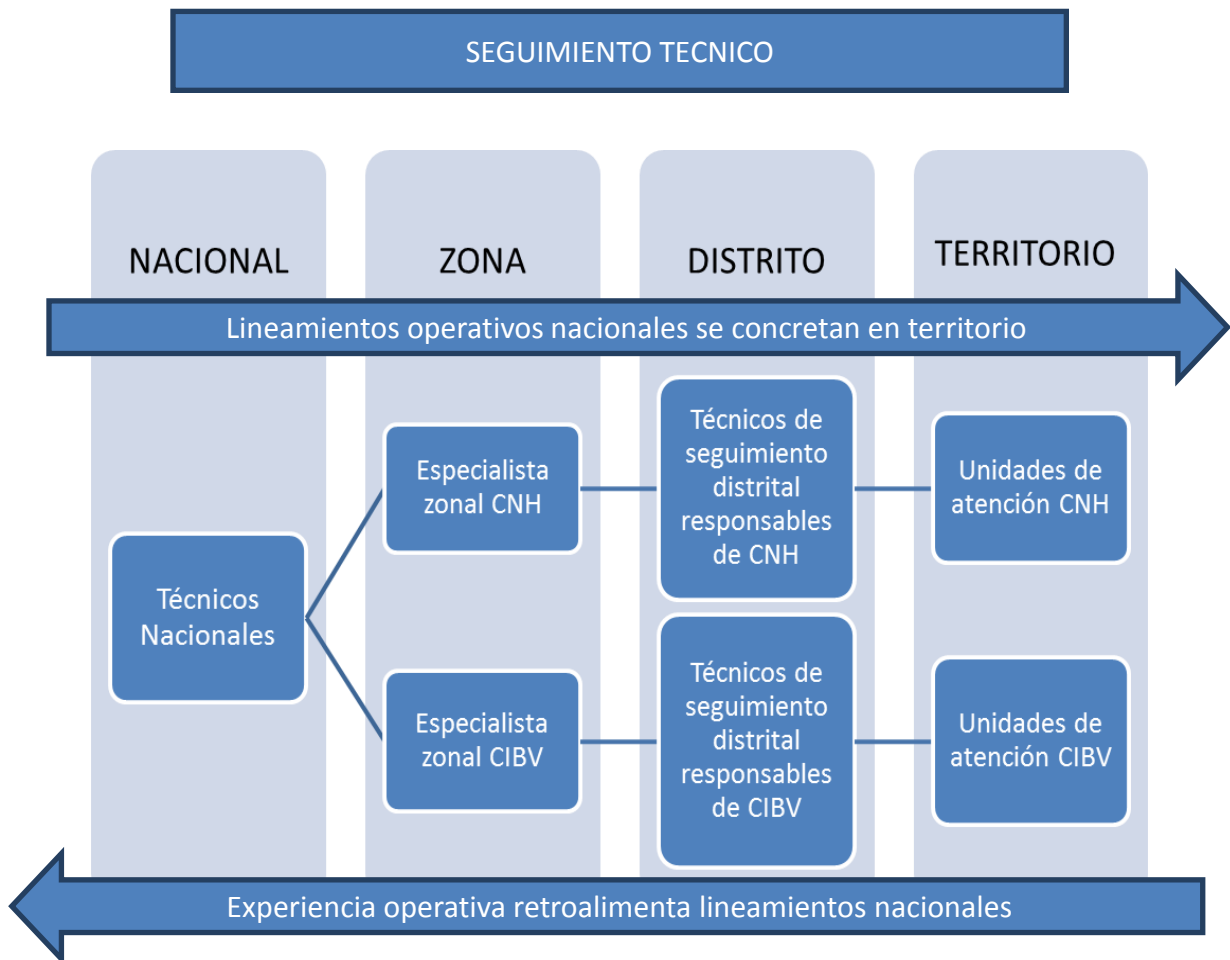 SEGUIMIENTO TECNICO
NACIONAL
ZONA
DISTRITO
TERRITORIO
Lineamientos operativos nacionales se concretan en territorio
Técnicos
Nacionales
Especialista
zonal CNH
Técnicos de
seguimiento
distrital
responsables
de CNH
Unidades de
atención CNH
Especialista
zonal CIBV
Técnicos de
seguimiento
distrital
responsables
de CIBV
Unidades de
atención CIBV
Experiencia operativa retroalimenta lineamientos nacionales